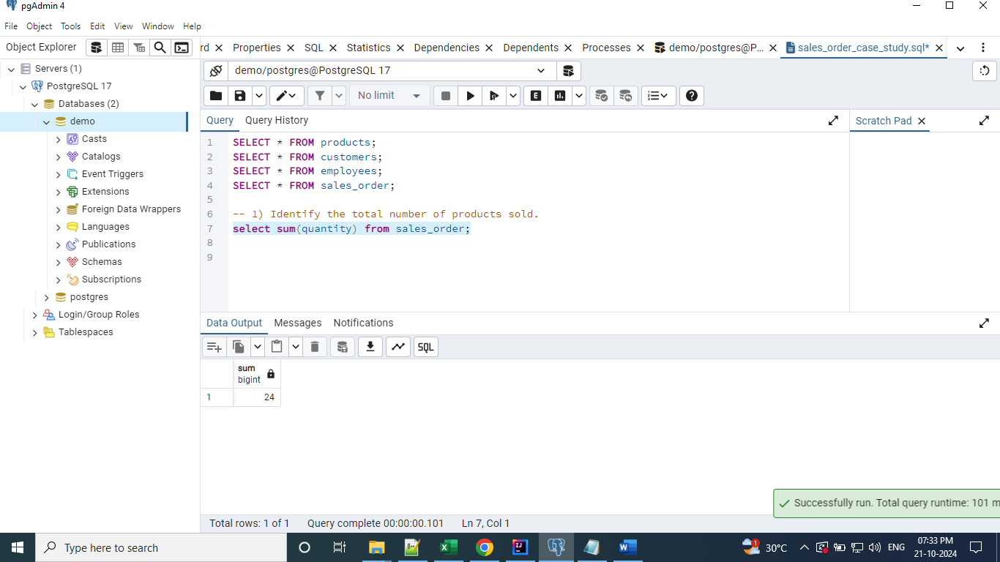 pgAdmin 4
File Object Tools Edit View Window Help
Object Explorer
rd Properties SQL Statistics Dependencies Dependents Processes demo/postgres@P... sales_order_case_study.sql*
Servers (1)
PostgreSQL 17
Databases (2)
demo
Casts
Catalogs
Event Triggers
Extensions
Foreign Data Wrappers
Languages
Publications
Schemas
Subscriptions
postgres
Login/Group Roles
Tablespaces
demo/postgres@PostgreSQL 17
No limit
E
Query Query History
Scratch Pad
1 SELECT * FROM products;
2 SELECT * FROM customers;
3 SELECT * FROM employees;
4 SELECT * FROM sales_order;
5
6 -- 1) Identify the total number of products sold.
7 select sum(quantity) from sales_order;
8
9
Data Output Messages Notifications
SQL
sum
bigint
1 24
Successfully run. Total query runtime: 101 m
Total rows: 1 of 1 Query complete 00:00:00.101 Ln 7, Col 1
Type here to search
1
30°C
ENG
07:33 PM
21-10-2024